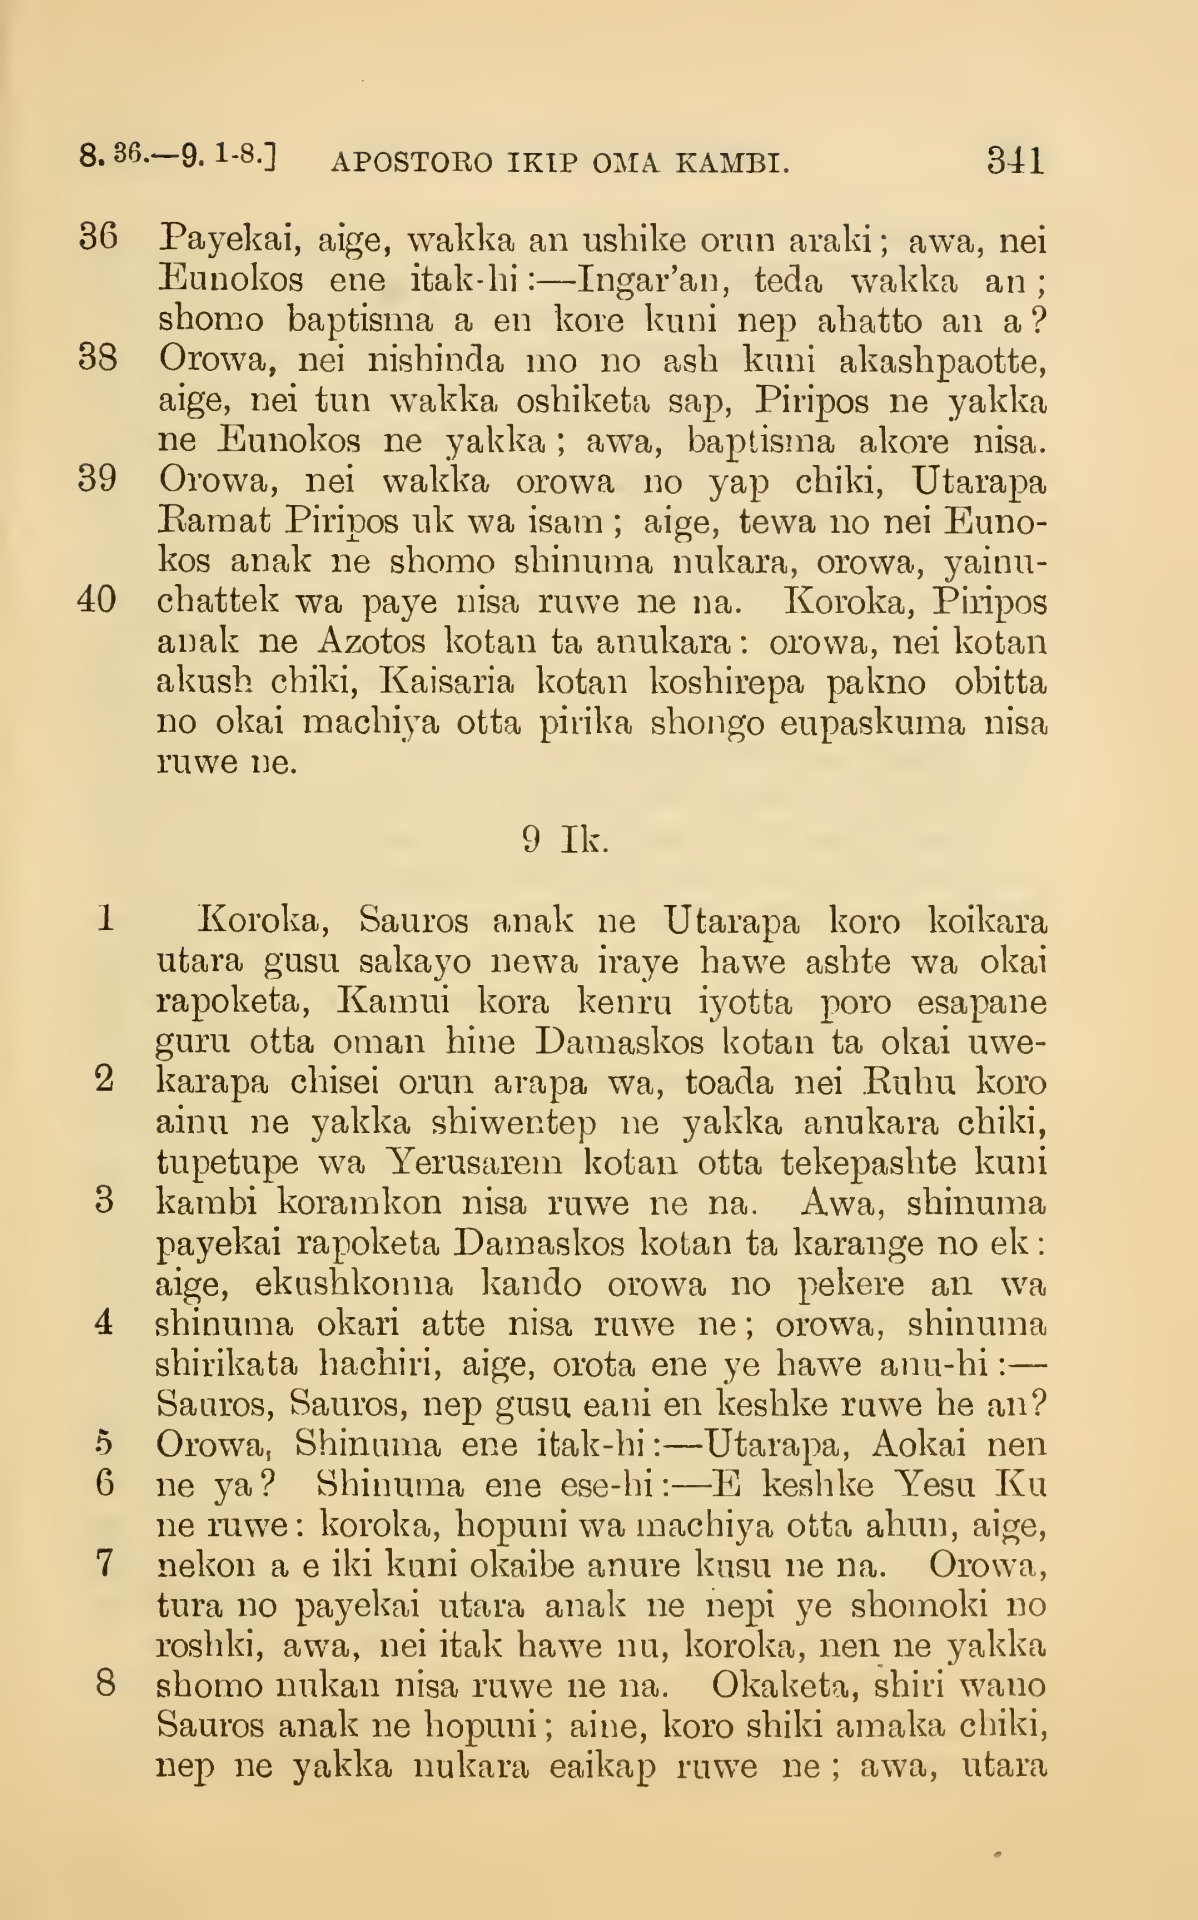 8. 36.—9. 1-8.] APOSTORO IKIP OMA KAMBI. 341
36 Payekai, aige, wakka an ushike orun araki; awa, nei
Eunokos ene itak-hi:—Ingar'an, teda wakka an;
shomo baptisma a en kore kuni nep ahatto an a?
38 Orowa, nei nishinda mo no ash kuni akashpaotte,
aige, nei tun wakka oshiketa sap, Piripos ne yakka
ne Eunokos ne yakka; awa, baptisma akore nisa.
39 Orowa, nei wakka orowa no yap chiki, Utarapa
Ramat Piripos uk wa isam; aige, tewa no nei Euno-
kos anak ne shomo shinuma nukara, orowa, yainu-
40 chattek wa paye nisa ruwe ne na. Koroka, Piripos
anak ne Azotos kotan ta anukara: orowa, nei kotan
akush chiki, Kaisaria kotan koshirepa pakno obitta
no okai machiya otta pirika shongo eupaskuma nisa
ruwe ne.
9 Ik.
1 Koroka, Sauros anak ne Utarapa koro koikara
utara gusu sakayo newa iraye hawe ashte wa okai
rapoketa, Kamui kora kenru iyotta poro esapane
guru otta oman hine Damaskos kotan ta okai uwe-
2 karapa chisei orun arapa wa, toada nei Ruhu koro
ainu ne yakka shiwentep ne yakka anukara chiki,
tupetupe wa Yerusarem kotan otta tekepashte kuni
3 kambi koramkon nisa ruwe ne na. Awa, shinuma
payekai rapoketa Damaskos kotan ta karange no ek:
aige, ekushkonna kando orowa no pekere an wa
4 shinuma okari atte nisa ruwe ne; orowa, shinuma
shirikata hachiri, aige, orota ene ye hawe anu-hi:—
Sauros, Sauros, nep gusu eani en keshke ruwe he an?
5 Orowa, Shinuma ene itak-hi:—Utarapa, Aokai nen
6 ne ya? Shinuma ene ese-hi:—E keshke Yesu Ku
ne ruwe: koroka, hopuni wa machiya otta ahun, aige,
7 nekon a e iki kuni okaibe anure kusu ne na. Orowa,
tura no payekai utara anak ne nepi ye shomoki no
roshki, awa, nei itak hawe nu, koroka, nen ne yakka
8 shomo nukan nisa ruwe ne na. Okaketa, shiri wano
Sauros anak ne hopuni; aine, koro shiki amaka chiki,
nep ne yakka nukara eaikap ruwe ne; awa, utara